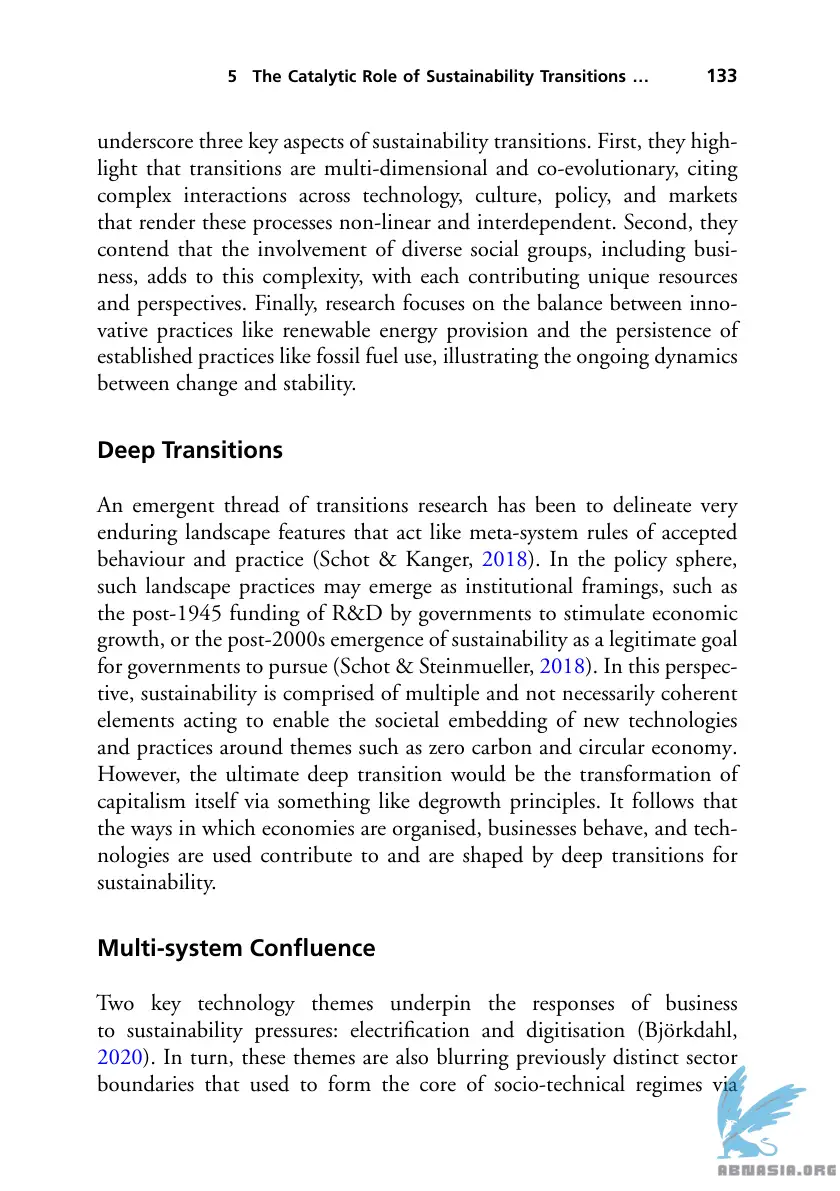 5 The Catalytic Role of Sustainability Transitions … 133
underscore three key aspects of sustainability transitions. First, they high-
light that transitions are multi-dimensional and co-evolutionary, citing
complex interactions across technology, culture, policy, and markets
that render these processes non-linear and interdependent. Second, they
contend that the involvement of diverse social groups, including busi-
ness, adds to this complexity, with each contributing unique resources
and perspectives. Finally, research focuses on the balance between inno-
vative practices like renewable energy provision and the persistence of
established practices like fossil fuel use, illustrating the ongoing dynamics
between change and stability.
Deep Transitions
An emergent thread of transitions research has been to delineate very
enduring landscape features that act like meta-system rules of accepted
behaviour and practice (Schot & Kanger, 2018). In the policy sphere,
such landscape practices may emerge as institutional framings, such as
the post-1945 funding of R&D by governments to stimulate economic
growth, or the post-2000s emergence of sustainability as a legitimate goal
for governments to pursue (Schot & Steinmueller, 2018). In this perspec-
tive, sustainability is comprised of multiple and not necessarily coherent
elements acting to enable the societal embedding of new technologies
and practices around themes such as zero carbon and circular economy.
However, the ultimate deep transition would be the transformation of
capitalism itself via something like degrowth principles. It follows that
the ways in which economies are organised, businesses behave, and tech-
nologies are used contribute to and are shaped by deep transitions for
sustainability.
Multi-system Confluence
Two key technology themes underpin the responses of business
to sustainability pressures: electrification and digitisation (Björkdahl,
2020). In turn, these themes are also blurring previously distinct sector
boundaries that used to form the core of socio-technical regimes via
ABNASIA.ORG